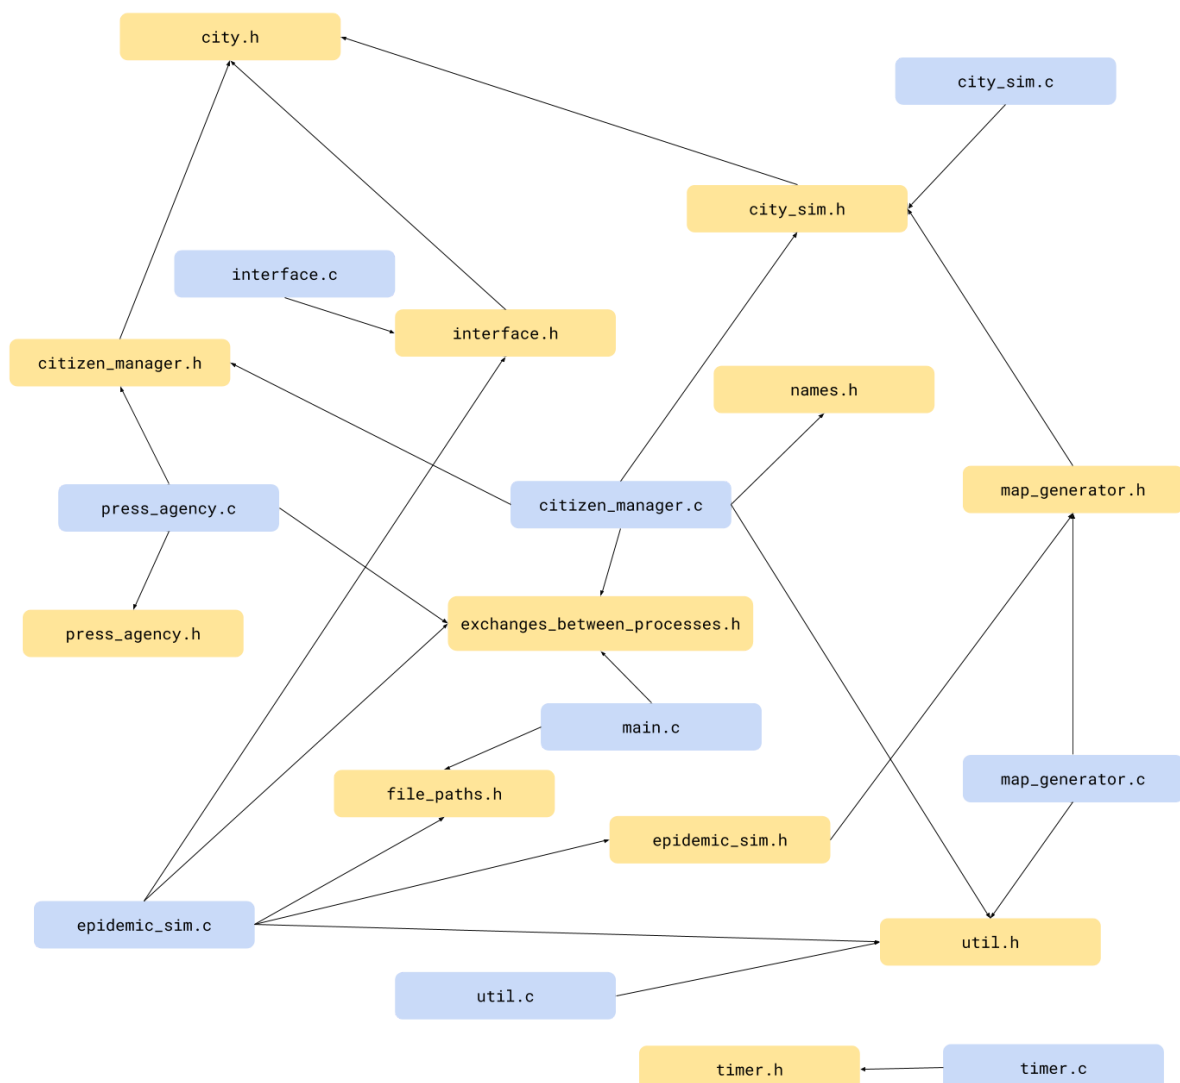 city.h
city_sim.c
city_sim.h
interface.c
interface.h
citizen_manager.h
names.h
map_generator.h
press_agency.c
citizen_manager.c
exchanges_between_processes.h
press_agency.h
main.c
map_generator.c
file_paths.h
epidemic_sim.h
epidemic_sim.c
util.h
util.c
timer.h
timer.c